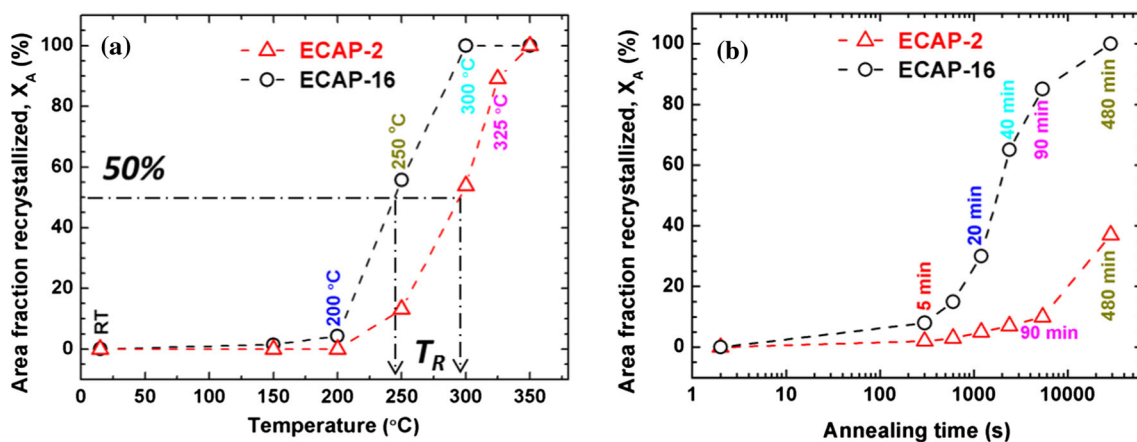 (a)
ECAP-2
ECAP-16
Area fraction recrystallized, X_A (%)
100
80
60
40
20
0
50%
RT
200 °C
250 °C
300 °C
325 °C
T_R
0
50
100
150
200
250
300
350
Temperature (°C)
(b)
ECAP-2
ECAP-16
Area fraction recrystallized, X_A (%)
100
80
60
40
20
0
5 min
20 min
40 min
90 min
480 min
90 min
480 min
1
10
100
1000
10000
Annealing time (s)